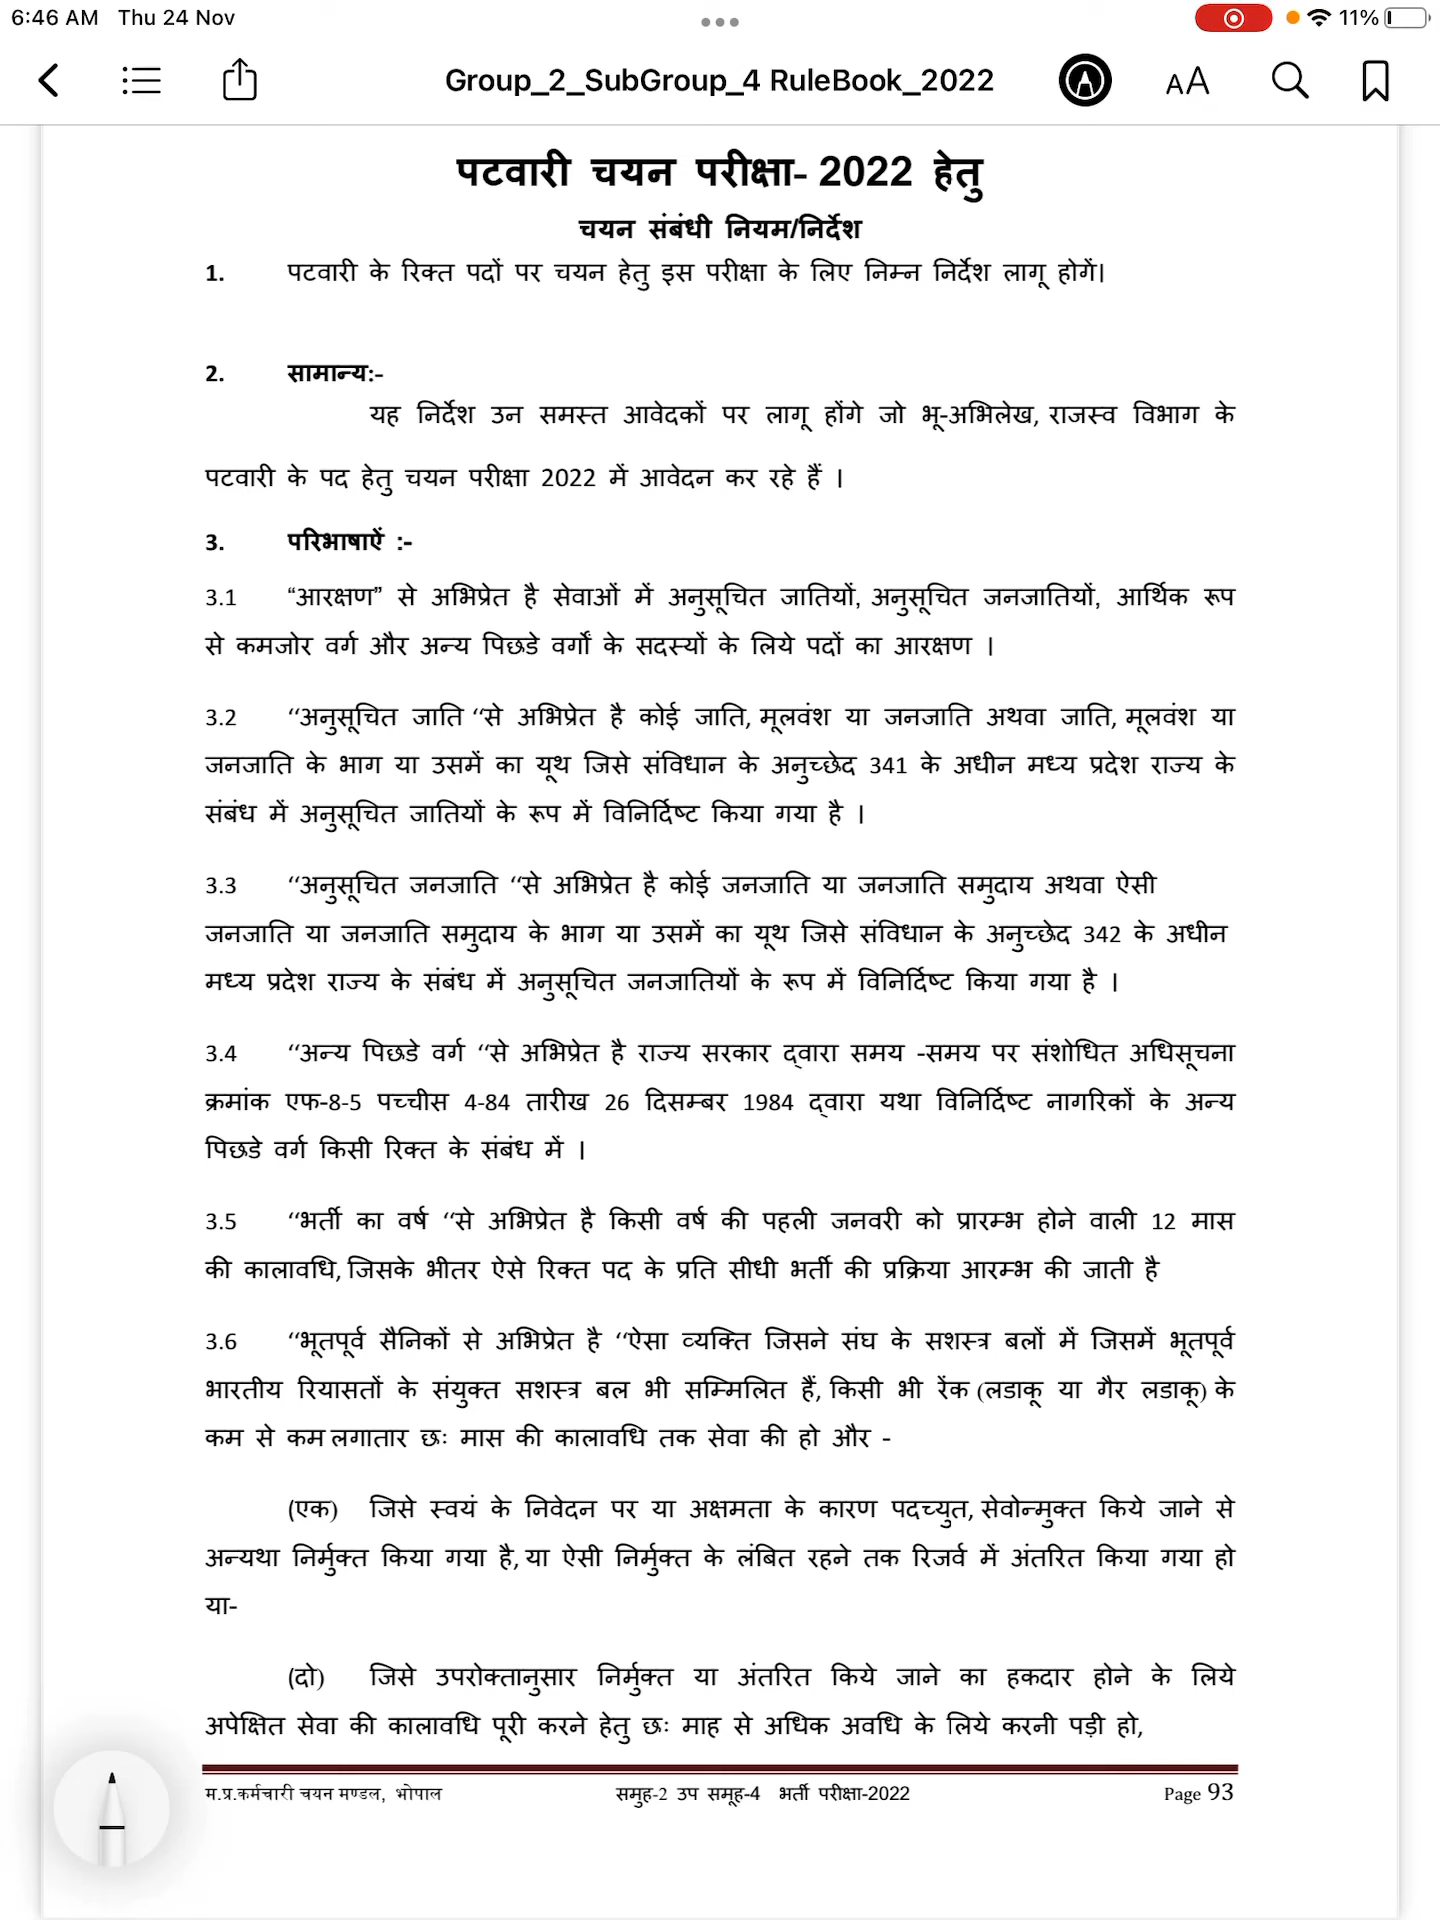 6:46 AM Thu 24 Nov
11%
Group_2_SubGroup_4 RuleBook_2022
AA
पटवारी चयन परीक्षा- 2022 हेतु
चयन संबंधी नियम/निर्देश
1. पटवारी के रिक्त पदों पर चयन हेतु इस परीक्षा के लिए निम्न निर्देश लागू होगें।
2. सामान्य:-
यह निर्देश उन समस्त आवेदकों पर लागू होंगे जो भू-अभिलेख, राजस्व विभाग के
पटवारी के पद हेतु चयन परीक्षा 2022 में आवेदन कर रहे हैं ।
3. परिभाषाऐं :-
3.1 “आरक्षण” से अभिप्रेत है सेवाओं में अनुसूचित जातियों, अनुसूचित जनजातियों, आर्थिक रूप
से कमजोर वर्ग और अन्य पिछडे वर्गों के सदस्यों के लिये पदों का आरक्षण ।
3.2 ‘‘अनुसूचित जाति ‘‘से अभिप्रेत है कोई जाति, मूलवंश या जनजाति अथवा जाति, मूलवंश या
जनजाति के भाग या उसमें का यूथ जिसे संविधान के अनुच्छेद 341 के अधीन मध्य प्रदेश राज्य के
संबंध में अनुसूचित जातियों के रूप में विनिर्दिष्ट किया गया है ।
3.3 ‘‘अनुसूचित जनजाति ‘‘से अभिप्रेत है कोई जनजाति या जनजाति समुदाय अथवा ऐसी
जनजाति या जनजाति समुदाय के भाग या उसमें का यूथ जिसे संविधान के अनुच्छेद 342 के अधीन
मध्य प्रदेश राज्य के संबंध में अनुसूचित जनजातियों के रूप में विनिर्दिष्ट किया गया है ।
3.4 ‘‘अन्य पिछडे वर्ग ‘‘से अभिप्रेत है राज्य सरकार द्वारा समय -समय पर संशोधित अधिसूचना
क्रमांक एफ-8-5 पच्चीस 4-84 तारीख 26 दिसम्बर 1984 द्वारा यथा विनिर्दिष्ट नागरिकों के अन्य
पिछडे वर्ग किसी रिक्त के संबंध में ।
3.5 ‘‘भर्ती का वर्ष ‘‘से अभिप्रेत है किसी वर्ष की पहली जनवरी को प्रारम्भ होने वाली 12 मास
की कालावधि, जिसके भीतर ऐसे रिक्त पद के प्रति सीधी भर्ती की प्रक्रिया आरम्भ की जाती है
3.6 ‘‘भूतपूर्व सैनिकों से अभिप्रेत है ‘‘ऐसा व्यक्ति जिसने संघ के सशस्त्र बलों में जिसमें भूतपूर्व
भारतीय रियासतों के संयुक्त सशस्त्र बल भी सम्मिलित हैं, किसी भी रेंक (लडाकू या गैर लडाकू) के
कम से कम लगातार छः मास की कालावधि तक सेवा की हो और -
(एक) जिसे स्वयं के निवेदन पर या अक्षमता के कारण पदच्युत, सेवोन्मुक्त किये जाने से
अन्यथा निर्मुक्त किया गया है, या ऐसी निर्मुक्त के लंबित रहने तक रिजर्व में अंतरित किया गया हो
या-
(दो) जिसे उपरोक्तानुसार निर्मुक्त या अंतरित किये जाने का हकदार होने के लिये
अपेक्षित सेवा की कालावधि पूरी करने हेतु छः माह से अधिक अवधि के लिये करनी पड़ी हो,
म.प्र.कर्मचारी चयन मण्डल, भोपाल समुह-2 उप समूह-4 भर्ती परीक्षा-2022 Page 93